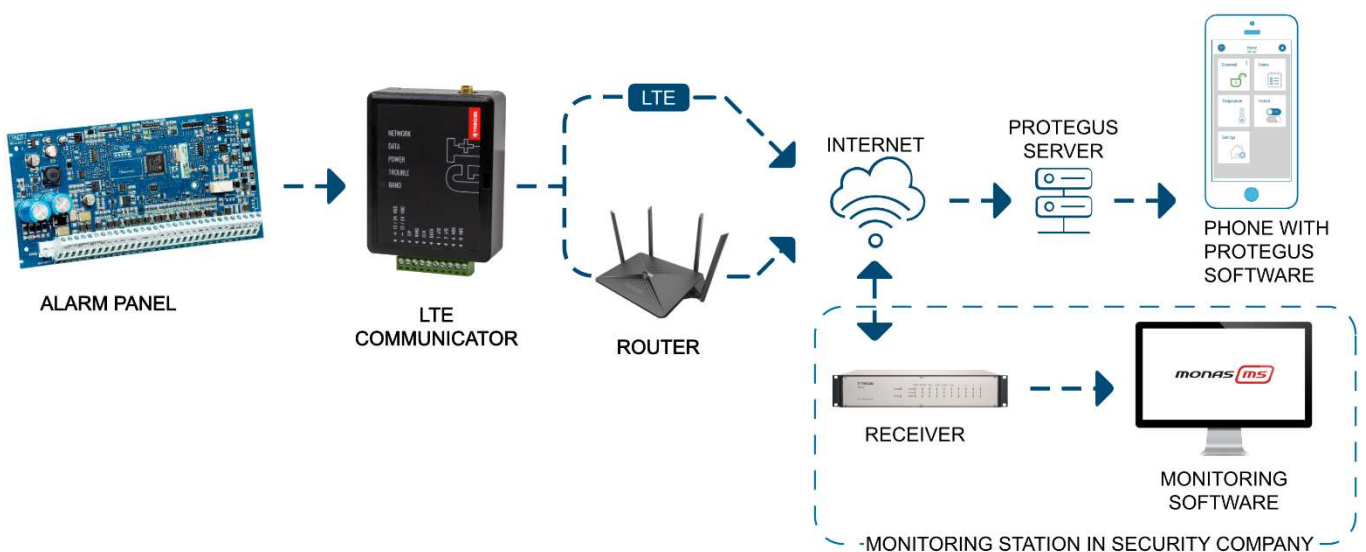 ALARM PANEL
NETWORK
DATA
POWER
TROUBLE
BAND
GT+
LTE
COMMUNICATOR
LTE
ROUTER
INTERNET
PROTEGUS
SERVER
PHONE WITH
PROTEGUS
SOFTWARE
RECEIVER
MONAS MS
MONITORING
SOFTWARE
MONITORING STATION IN SECURITY COMPANY